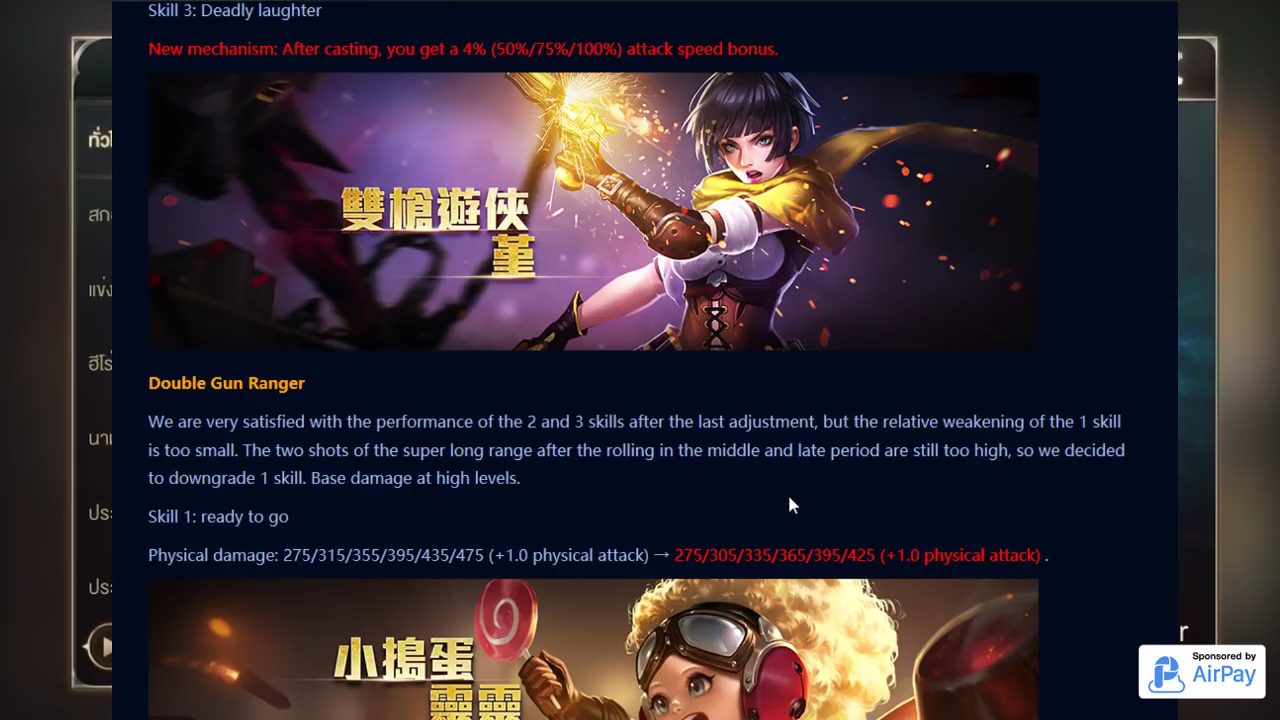 Skill 3: Deadly laughter
New mechanism: After casting, you get a 4% (50%/75%/100%) attack speed bonus.
雙槍遊俠
堇
Double Gun Ranger
We are very satisfied with the performance of the 2 and 3 skills after the last adjustment, but the relative weakening of the 1 skill
is too small. The two shots of the super long range after the rolling in the middle and late period are still too high, so we decided
to downgrade 1 skill. Base damage at high levels.
Skill 1: ready to go
Physical damage: 275/315/355/395/435/475 (+1.0 physical attack) → 275/305/335/365/395/425 (+1.0 physical attack) .
小搗蛋
靈靈
Sponsored by
AirPay